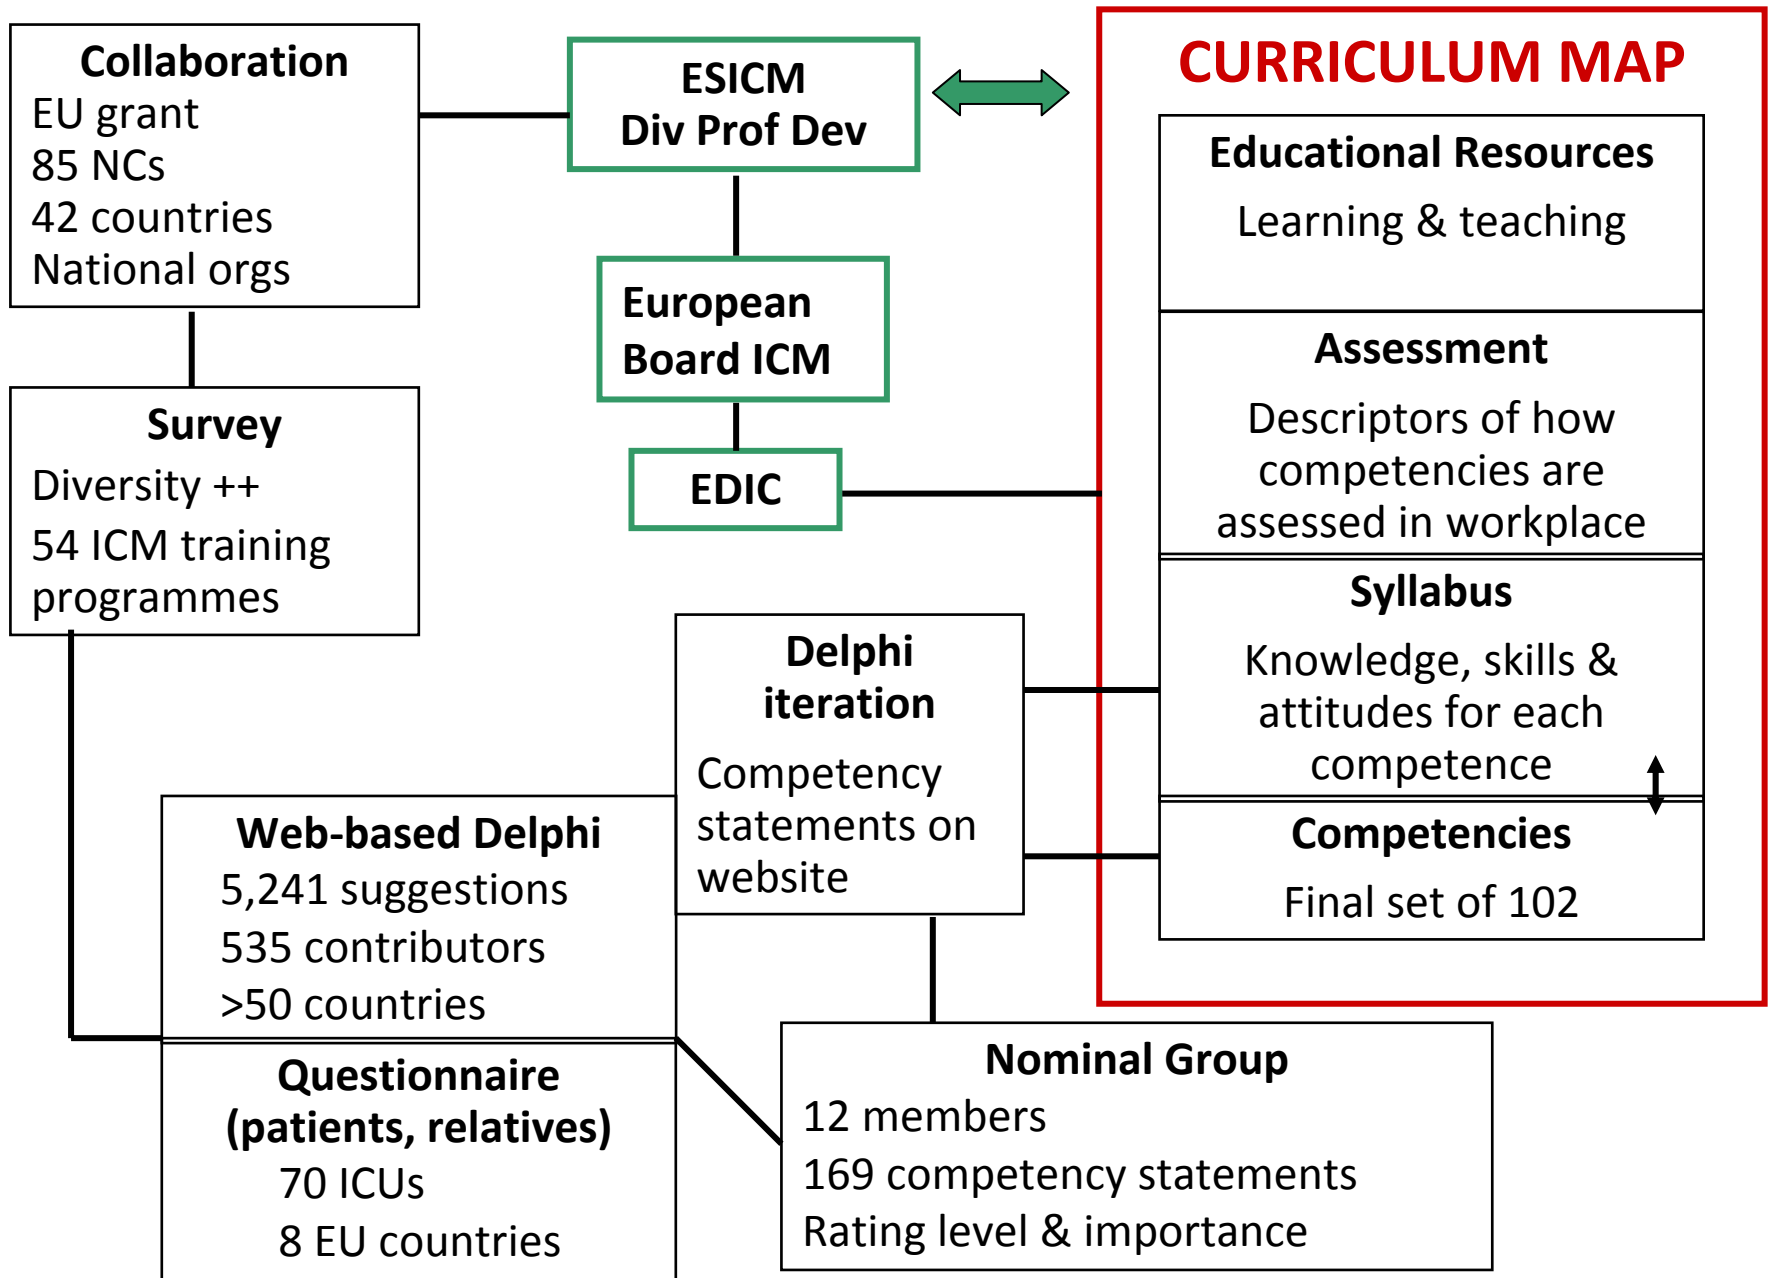 Collaboration
EU grant
85 NCs
42 countries
National orgs
ESICM
Div Prof Dev
European
Board ICM
EDIC
Survey
Diversity ++
54 ICM training
programmes
Web-based Delphi
5,241 suggestions
535 contributors
>50 countries
Questionnaire
(patients, relatives)
70 ICUs
8 EU countries
Nominal Group
12 members
169 competency statements
Rating level & importance
Delphi
iteration
Competency
statements on
website
CURRICULUM MAP
Educational Resources
Learning & teaching
Assessment
Descriptors of how
competencies are
assessed in workplace
Syllabus
Knowledge, skills &
attitudes for each
competence
Competencies
Final set of 102